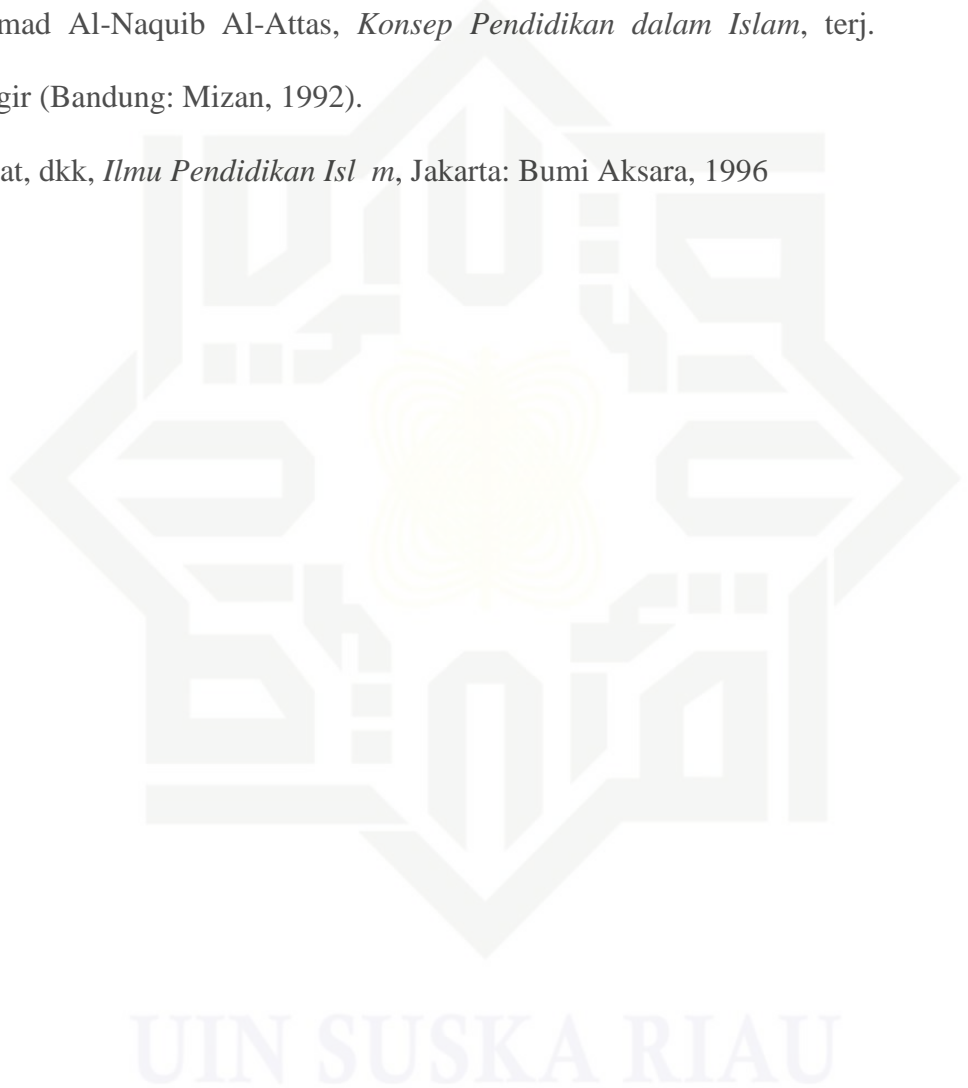 mad Al-Naquib Al-Attas, Konsep Pendidikan dalam Islam, terj.
gir (Bandung: Mizan, 1992).
at, dkk, Ilmu Pendidikan Isl m, Jakarta: Bumi Aksara, 1996
UIN SUSKA RIAU